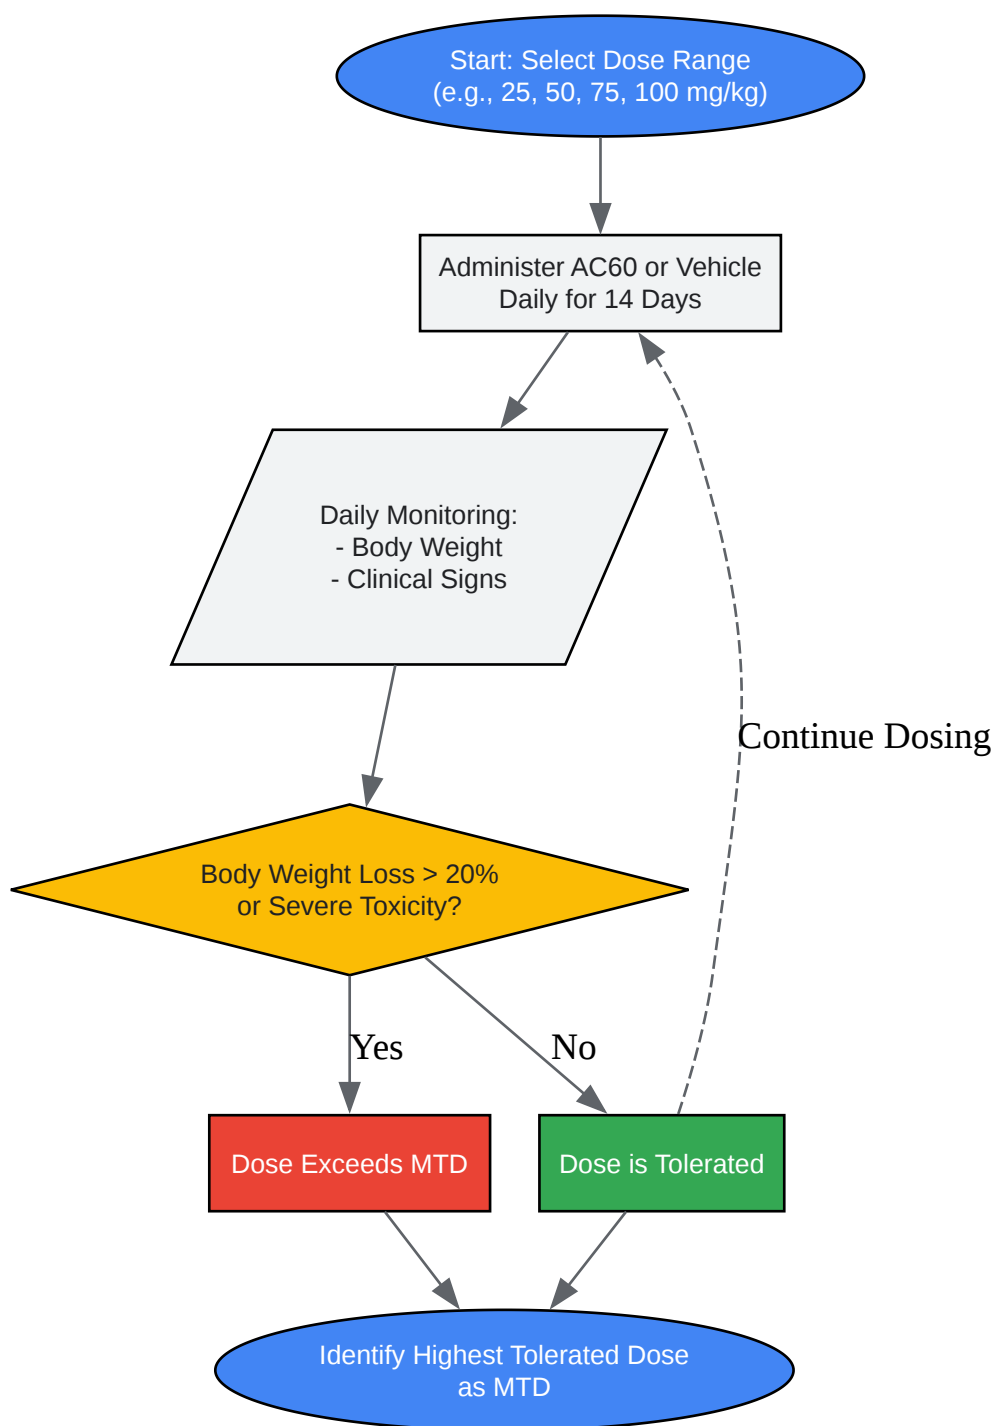 Start: Select Dose Range
(e.g., 25, 50, 75, 100 mg/kg)
Administer AC60 or Vehicle
Daily for 14 Days
Daily Monitoring:
- Body Weight
- Clinical Signs
Continue Dosing
Body Weight Loss > 20%
or Severe Toxicity?
Yes
No
Dose Exceeds MTD
Dose is Tolerated
Identify Highest Tolerated Dose
as MTD